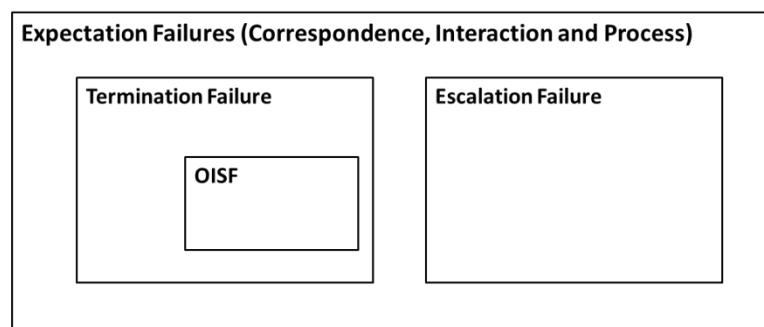 Expectation Failures (Correspondence, Interaction and Process)
Termination Failure
Escalation Failure
OISF